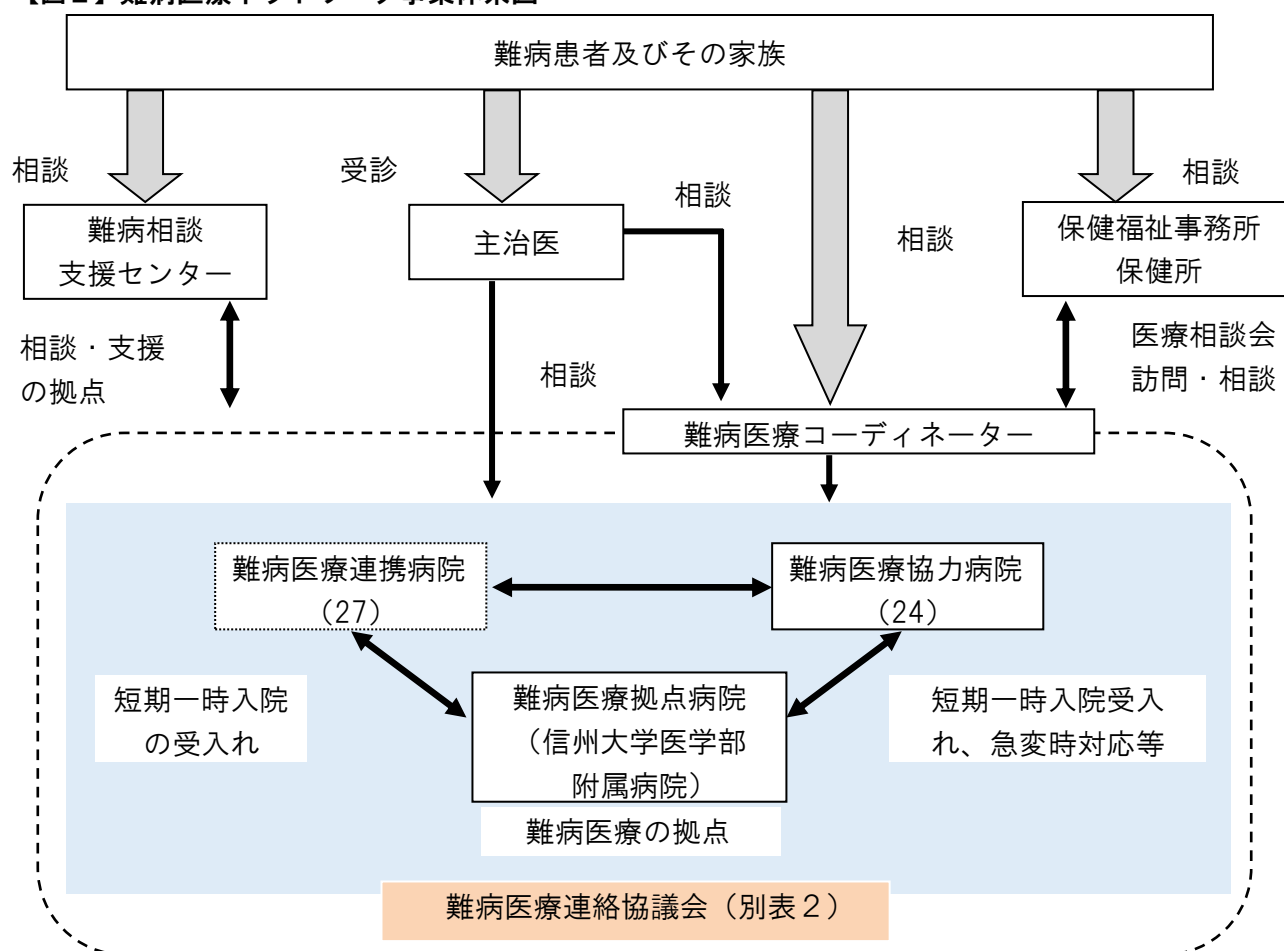 難病患者及びその家族
相談
受診
相談
相談
相談
難病相談
支援センター
主治医
保健福祉事務所
保健所
相談・支援
の拠点
相談
医療相談会
訪問・相談
難病医療コーディネーター
難病医療連携病院
（27）
難病医療協力病院
（24）
短期一時入院
の受入れ
難病医療拠点病院
（信州大学医学部
附属病院）
短期一時入院受入
れ、急変時対応等
難病医療の拠点
難病医療連絡協議会（別表２）